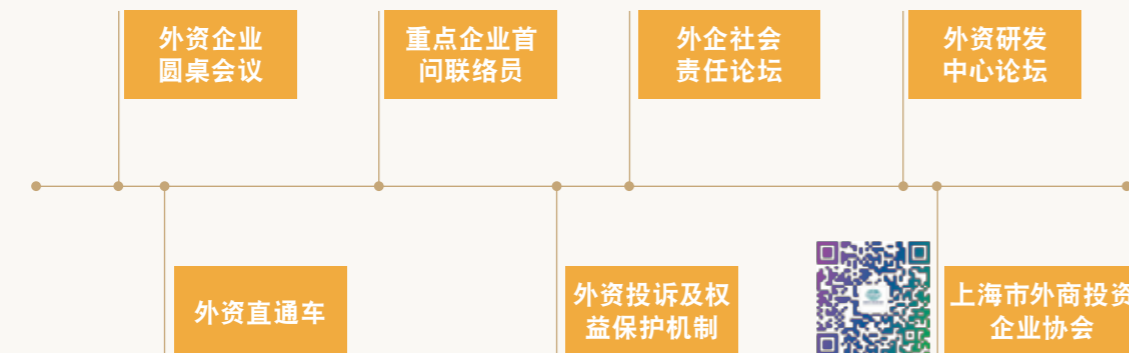 外资企业
圆桌会议
重点企业首
问联络员
外企社会
责任论坛
外资研发
中心论坛
外资直通车
外资投诉及权
益保护机制
上海市外商投资
企业协会